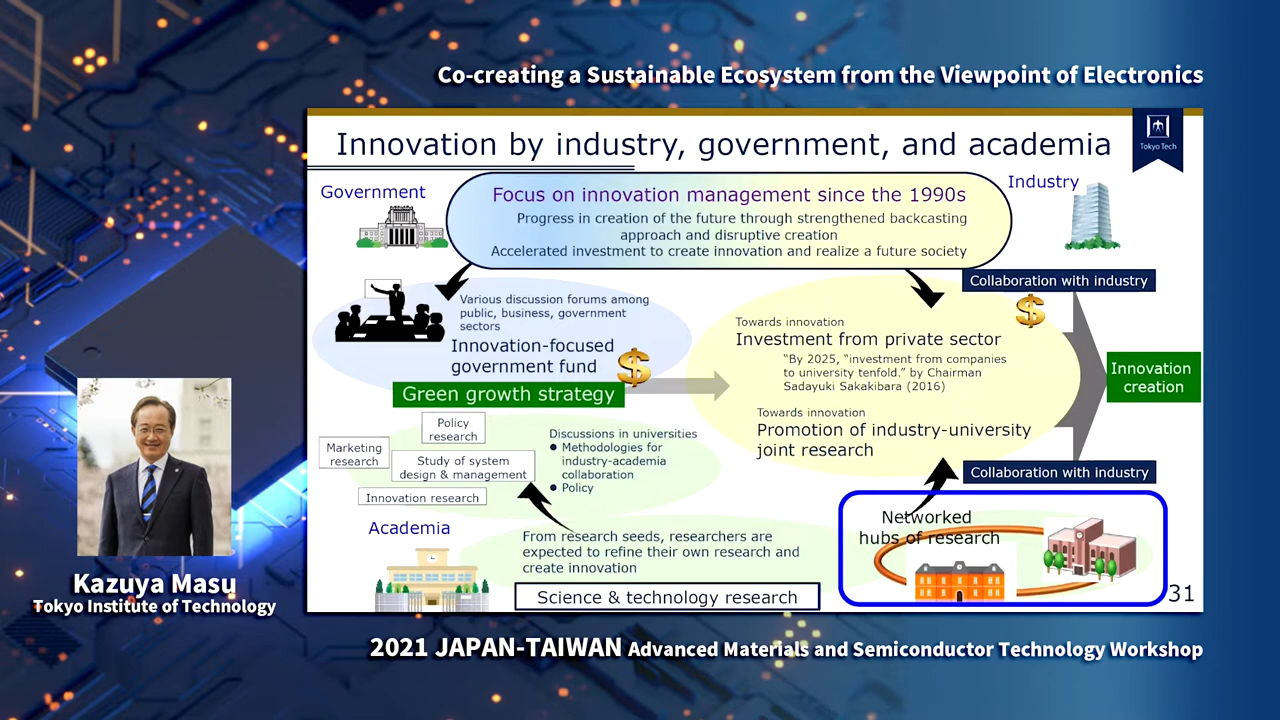 Co-creating a Sustainable Ecosystem from the Viewpoint of Electronics
Innovation by industry, government, and academia
Tokyo Tech
Government
Focus on innovation management since the 1990s
Progress in creation of the future through strengthened backcasting
approach and disruptive creation
Accelerated investment to create innovation and realize a future society
Industry
Collaboration with industry
Various discussion forums among
public, business, government
sectors
Innovation-focused
government fund
Green growth strategy
Towards innovation
Investment from private sector
"By 2025, "investment from companies
to university tenfold." by Chairman
Sadayuki Sakakibara (2016)
Towards innovation
Promotion of industry-university
joint research
Innovation
creation
Collaboration with industry
Policy
research
Marketing
research
Study of system
design & management
Innovation research
Discussions in universities
● Methodologies for
industry-academia
collaboration
● Policy
Academia
From research seeds, researchers are
expected to refine their own research and
create innovation
Science & technology research
Networked
hubs of research
31
Kazuya Masu
Tokyo Institute of Technology
2021 JAPAN-TAIWAN Advanced Materials and Semiconductor Technology Workshop